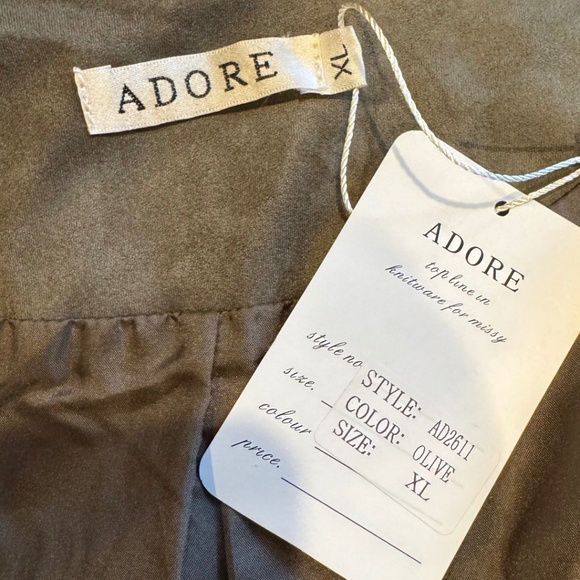 ADORE
XL
ADORE
top line in
knitware for missy
style no.
size.
colour
price.
STYLE: AD2611
COLOR: OLIVE
SIZE: XL